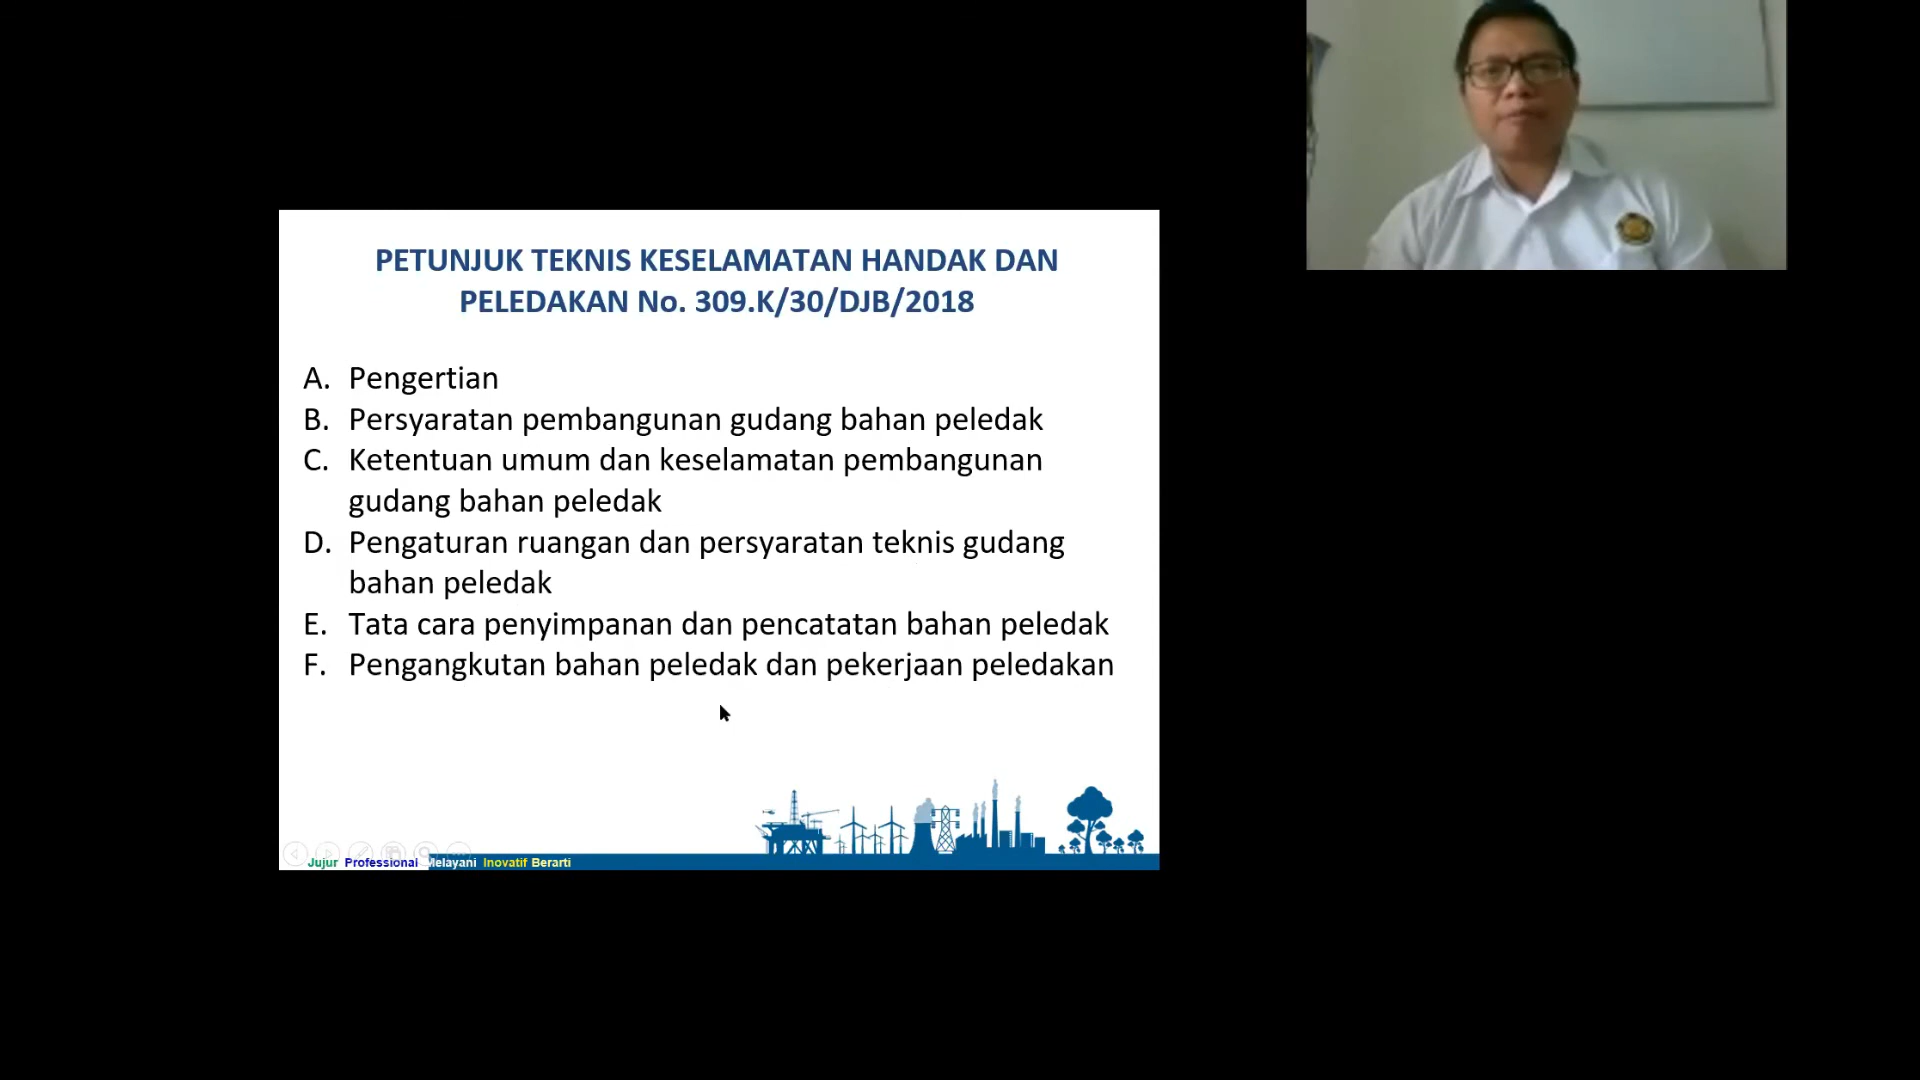 PETUNJUK TEKNIS KESELAMATAN HANDAK DAN
PELEDAKAN No. 309.K/30/DJB/2018
A. Pengertian
B. Persyaratan pembangunan gudang bahan peledak
C. Ketentuan umum dan keselamatan pembangunan
gudang bahan peledak
D. Pengaturan ruangan dan persyaratan teknis gudang
bahan peledak
E. Tata cara penyimpanan dan pencatatan bahan peledak
F. Pengangkutan bahan peledak dan pekerjaan peledakan
Jujur Professional Melayani Inovatif Berarti